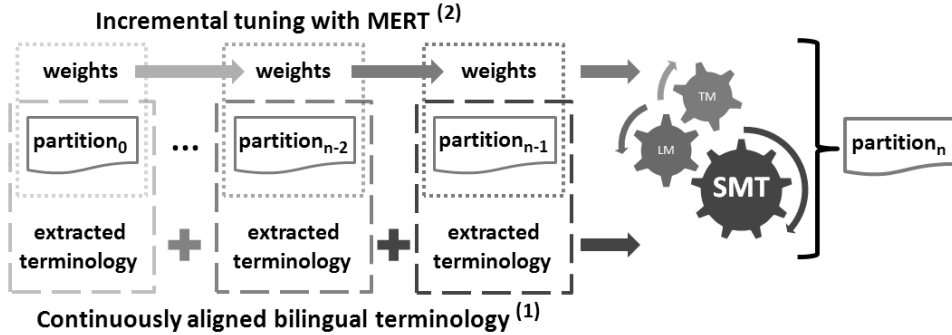 Incremental tuning with MERT (2)
weights weights weights
partition0 ... partitionn-2 partitionn-1
TM
LM
SMT
partitionn
extracted terminology + extracted terminology + extracted terminology
Continuously aligned bilingual terminology (1)